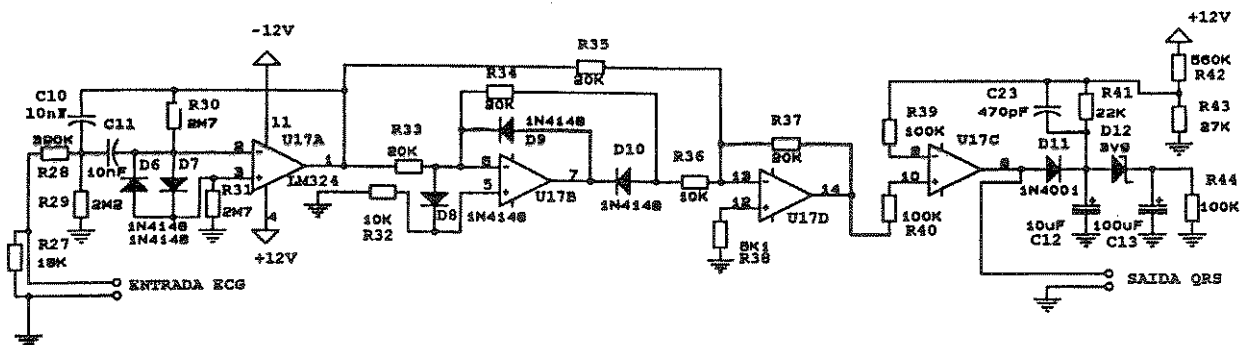 -12V
+12V
R35
20K
R34
20K
560K
R42
C10
10nF
R30
2M7
C11
11
C23
470pF
R41
22K
R43
27K
1N4148
D9
R33
20K
R37
20K
R39
100K
U17A
U17C
D12
3V9
D11
390K
R28
10nF
D6
D7
2
3
1
LM324
6
5
7
D10
R36
10K
13
12
14
9
10
8
R29
2M2
R31
2M7
4
10K
R32
D8
1N4148
U17B
1N4148
U17D
1N4001
R44
100K
1N4148
1N4148
R27
18K
+12V
5K1
R38
100K
R40
10uF
C12
100uF
C13
ENTRADA ECG
SAIDA QRS